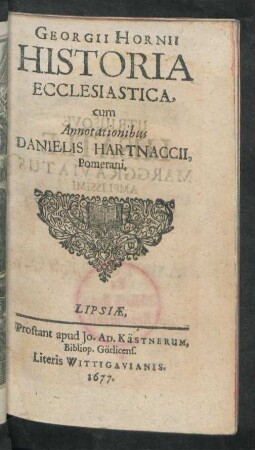 GEORGII HORNII
HISTORIA
ECCLESIASTICA,
cum
Annotationibus
DANIELIS HARTNACCII,
Pomerani.
LIPSIÆ,
Prostant apud JO. AD. KÄSTNERUM,
Bibliop. Görlicens.
Literis WITTIGAVIANIS.
1677.